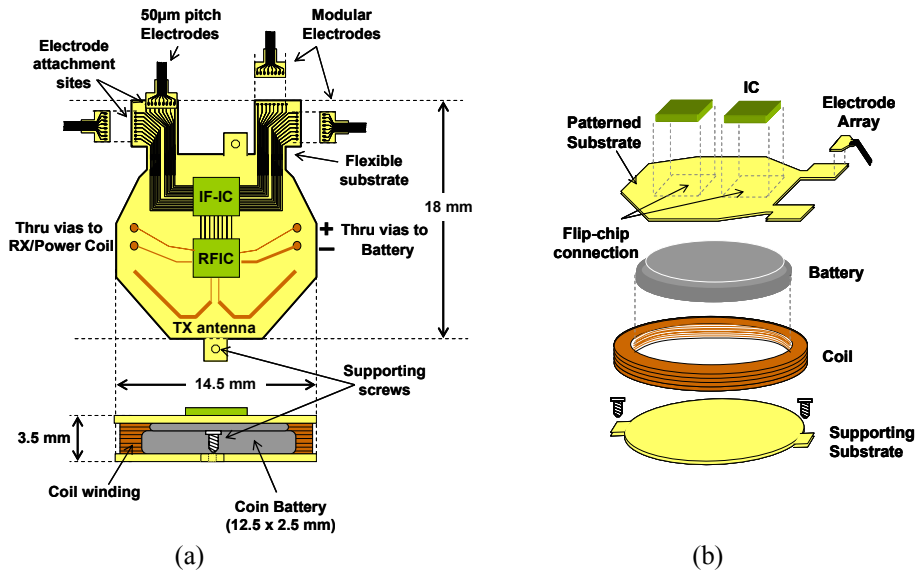 50µm pitch
Electrodes
Modular
Electrodes
Electrode
attachment
sites
Flexible
substrate
IF-IC
18 mm
Thru vias to
RX/Power Coil
+
Thru vias to
–
Battery
RFIC
TX antenna
Supporting
screws
14.5 mm
3.5 mm
Coil winding
Coin Battery
(12.5 x 2.5 mm)
(a)
IC
Electrode
Array
Patterned
Substrate
Flip-chip
connection
Battery
Coil
Supporting
Substrate
(b)